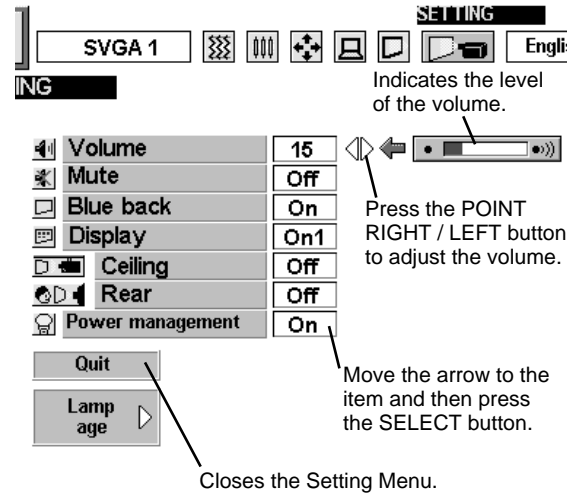 SETTING
SVGA 1
ING
Indicates the level
of the volume.
Volume 15
Mute Off
Blue back On
Display On1
Ceiling Off
Rear Off
Power management On
Press the POINT
RIGHT / LEFT button
to adjust the volume.
Quit
Lamp
age
Move the arrow to the
item and then press
the SELECT button.
Closes the Setting Menu.